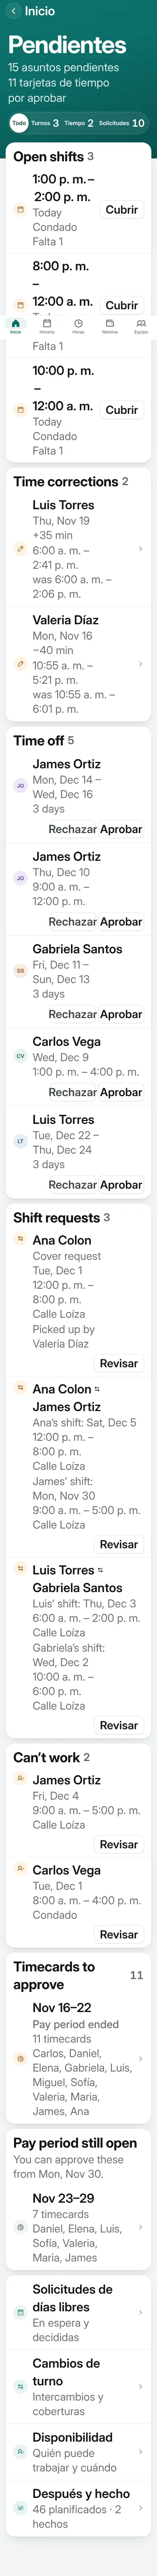 Inicio
Pendientes
15 asuntos pendientes
11 tarjetas de tiempo
por aprobar
Todo Turnos 3 Tiempo 2 Solicitudes 10
Open shifts 3
1:00 p. m. –
2:00 p. m.
Today
Condado
Falta 1
Cubrir
8:00 p. m.
–
12:00 a. m.
Cubrir
Inicio Horario Horas Nómina Equipo
Falta 1
10:00 p. m.
–
12:00 a. m.
Today
Condado
Falta 1
Cubrir
Time corrections 2
Luis Torres
Thu, Nov 19
+35 min
6:00 a. m. –
2:41 p. m.
was 6:00 a. m. –
2:06 p. m.
Valeria Díaz
Mon, Nov 16
−40 min
10:55 a. m. –
5:21 p. m.
was 10:55 a. m. –
6:01 p. m.
Time off 5
JO
James Ortiz
Mon, Dec 14 –
Wed, Dec 16
3 days
Rechazar Aprobar
JO
James Ortiz
Thu, Dec 10
9:00 a. m. –
12:00 p. m.
Rechazar Aprobar
GS
Gabriela Santos
Fri, Dec 11 –
Sun, Dec 13
3 days
Rechazar Aprobar
CV
Carlos Vega
Wed, Dec 9
1:00 p. m. – 4:00 p. m.
Rechazar Aprobar
LT
Luis Torres
Tue, Dec 22 –
Thu, Dec 24
3 days
Rechazar Aprobar
Shift requests 3
Ana Colon
Cover request
Tue, Dec 1
12:00 p. m. –
8:00 p. m.
Calle Loíza
Picked up by
Valeria Díaz
Revisar
Ana Colon ⇆
James Ortiz
Ana’s shift: Sat, Dec 5
12:00 p. m. –
8:00 p. m.
Calle Loíza
James’ shift:
Mon, Nov 30
9:00 a. m. – 5:00 p. m.
Calle Loíza
Revisar
Luis Torres ⇆
Gabriela Santos
Luis’ shift: Thu, Dec 3
6:00 a. m. – 2:00 p. m.
Calle Loíza
Gabriela’s shift:
Wed, Dec 2
10:00 a. m. –
6:00 p. m.
Calle Loíza
Revisar
Can’t work 2
James Ortiz
Fri, Dec 4
9:00 a. m. – 5:00 p. m.
Calle Loíza
Revisar
Carlos Vega
Tue, Dec 1
8:00 a. m. – 4:00 p. m.
Condado
Revisar
Timecards to
approve
11
Nov 16–22
Pay period ended
11 timecards
Carlos, Daniel,
Elena, Gabriela, Luis,
Miguel, Sofía,
Valeria, Maria,
James, Ana
Pay period still open
You can approve these
from Mon, Nov 30.
Nov 23–29
7 timecards
Daniel, Elena, Luis,
Sofía, Valeria,
Maria, James
Solicitudes de
días libres
En espera y
decididas
Cambios de
turno
Intercambios y
coberturas
Disponibilidad
Quién puede
trabajar y cuándo
Después y hecho
46 planificados · 2
hechos